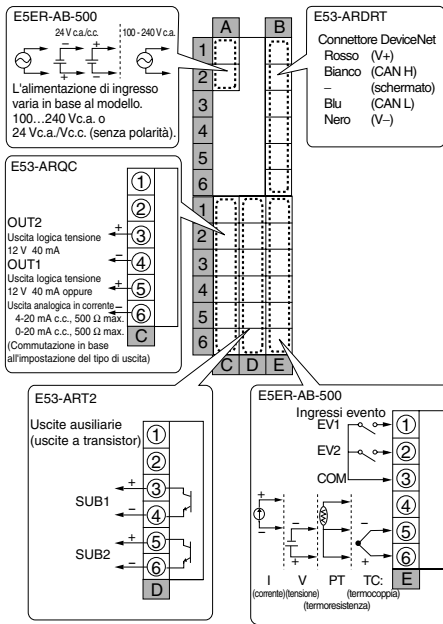 E5ER-AB-500
24 V c.a./c.c.
100 - 240 V c.a.
+
+
−
−
L'alimentazione di ingresso
varia in base al modello.
100...240 Vc.a. o
24 Vc.a./Vc.c. (senza polarità).
A
B
1
2
3
4
5
6
1
2
3
4
5
6
C
D
E
E53-ARDRT
Connettore DeviceNet
Rosso (V+)
Bianco (CAN H)
– (schermato)
Blu (CAN L)
Nero (V–)
E53-ARQC
1
2
3
4
5
6
C
OUT2
Uscita logica tensione
12 V 40 mA
OUT1
Uscita logica tensione
12 V 40 mA oppure
Uscita analogica in corrente
4-20 mA c.c., 500 Ω max.
0-20 mA c.c., 500 Ω max.
(Commutazione in base
all'impostazione del tipo di uscita)
+
−
+
−
E53-ART2
Uscite ausiliarie
(uscite a transistor)
1
2
3
4
5
6
D
SUB1
SUB2
+
−
+
−
E5ER-AB-500
Ingressi evento
EV1
EV2
COM
1
2
3
4
5
6
E
+
−
−
+
−
+
I
V
PT
TC:
(corrente)
(tensione)
(termocoppia)
(termoresistenza)